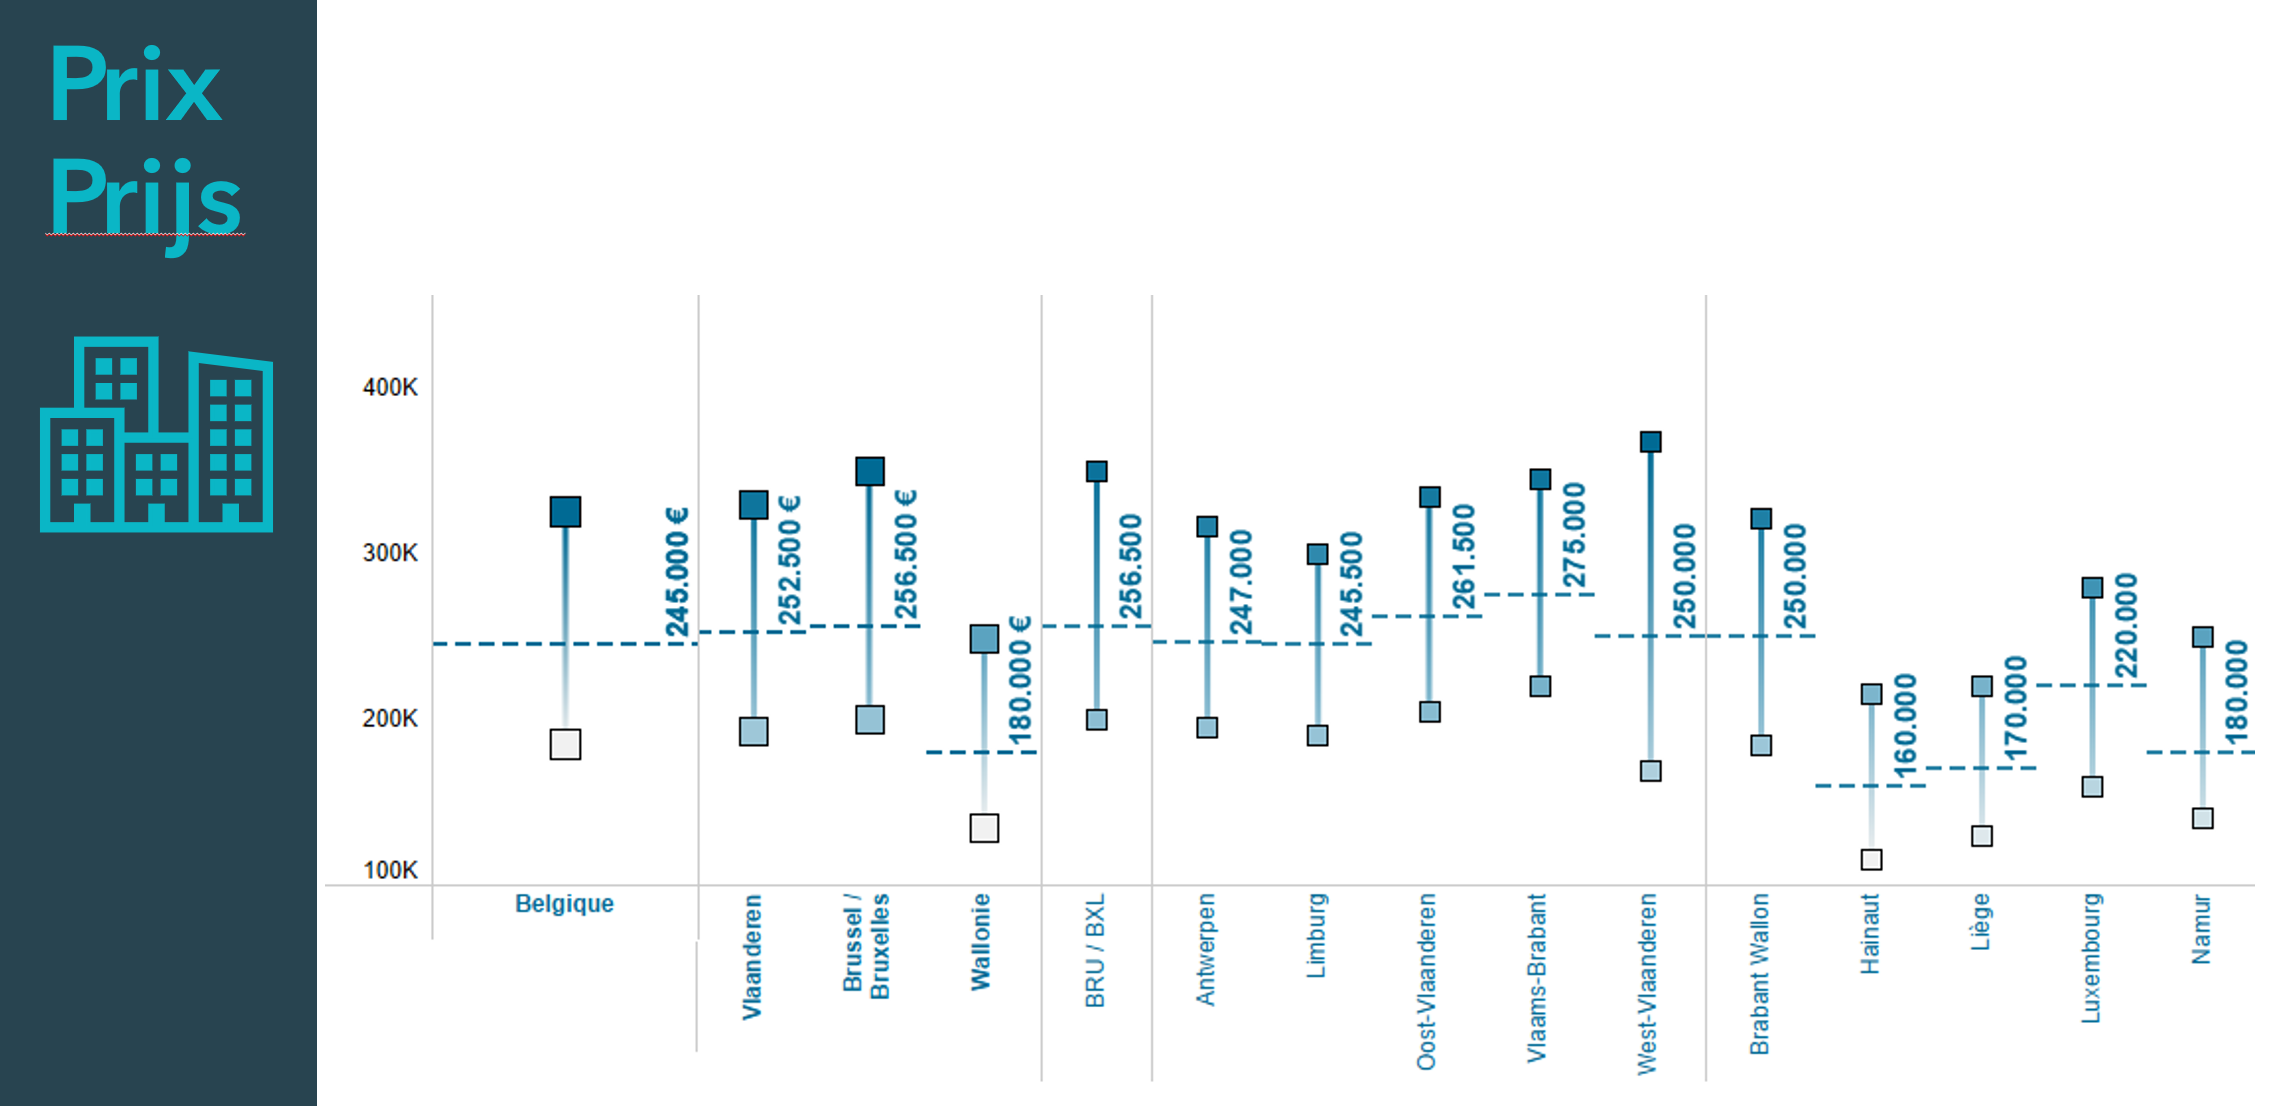 Prix
Prijs
400K
300K
200K
100K
245.000 €
252.500 €
256.500 €
180.000 €
256.500
247.000
245.500
261.500
275.000
250.000
250.000
160.000
170.000
220.000
180.000
Belgique
Vlaanderen
Brussel /
Bruxelles
Wallonie
BRU / BXL
Antwerpen
Limburg
Oost-Vlaanderen
Vlaams-Brabant
West-Vlaanderen
Brabant Wallon
Hainaut
Liège
Luxembourg
Namur